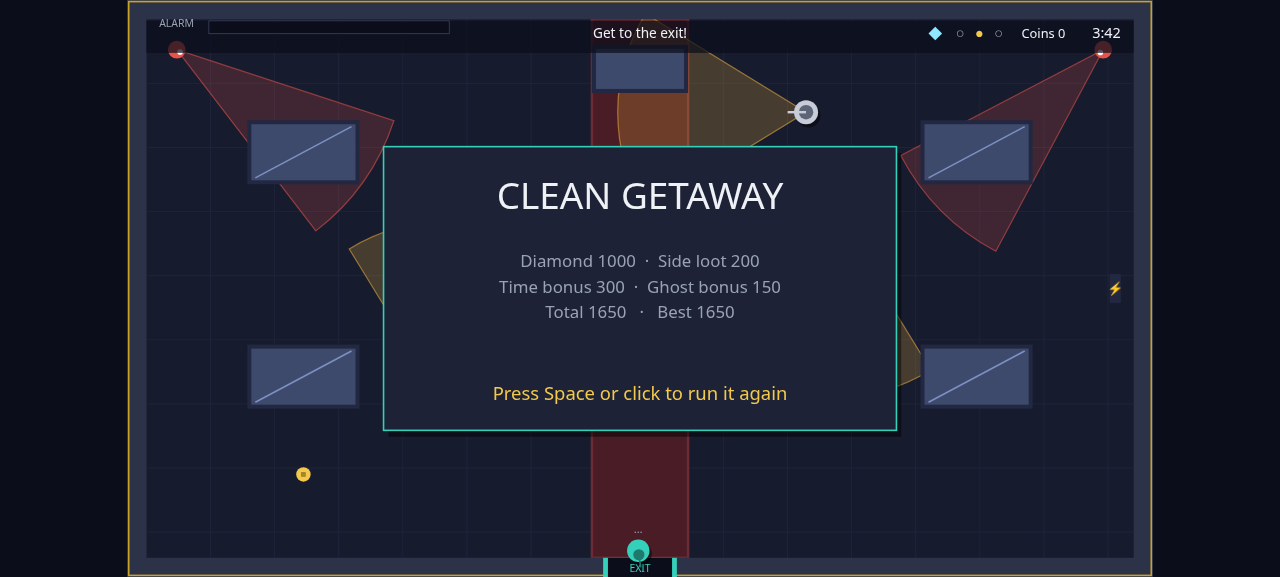 ALARM
Get to the exit!
Coins 0
3:42
CLEAN GETAWAY
Diamond 1000 · Side loot 200
Time bonus 300 · Ghost bonus 150
Total 1650 · Best 1650
Press Space or click to run it again
...
EXIT